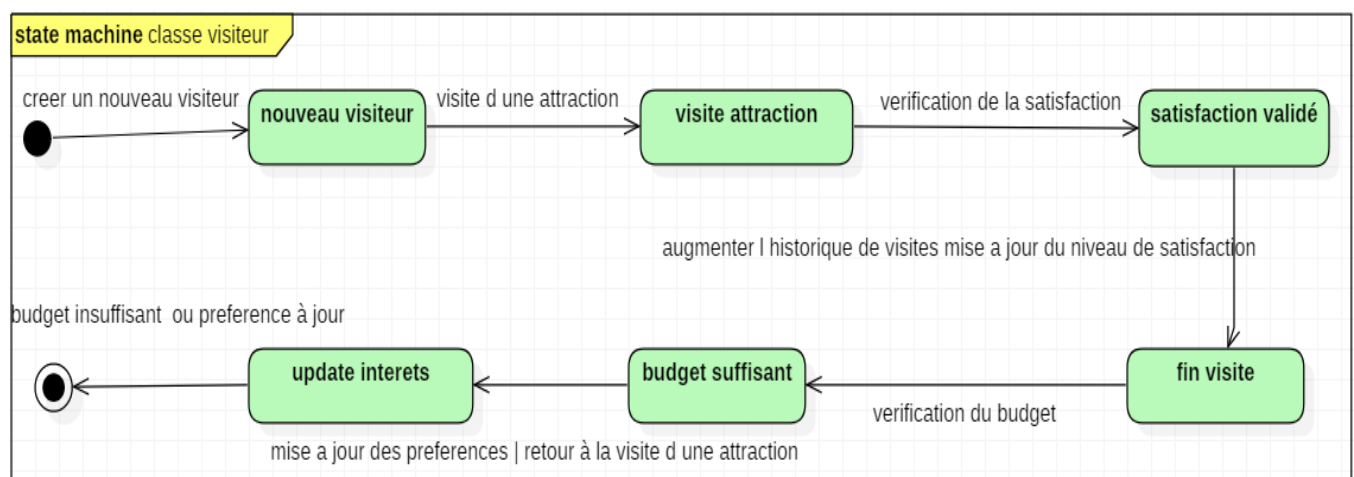 state machine classe visiteur
creer un nouveau visiteur
nouveau visiteur
visite d une attraction
visite attraction
verification de la satisfaction
satisfaction validé
augmenter l historique de visites mise a jour du niveau de satisfaction
budget insuffisant  ou preference à jour
update interets
budget suffisant
fin visite
verification du budget
mise a jour des preferences | retour à la visite d une attraction